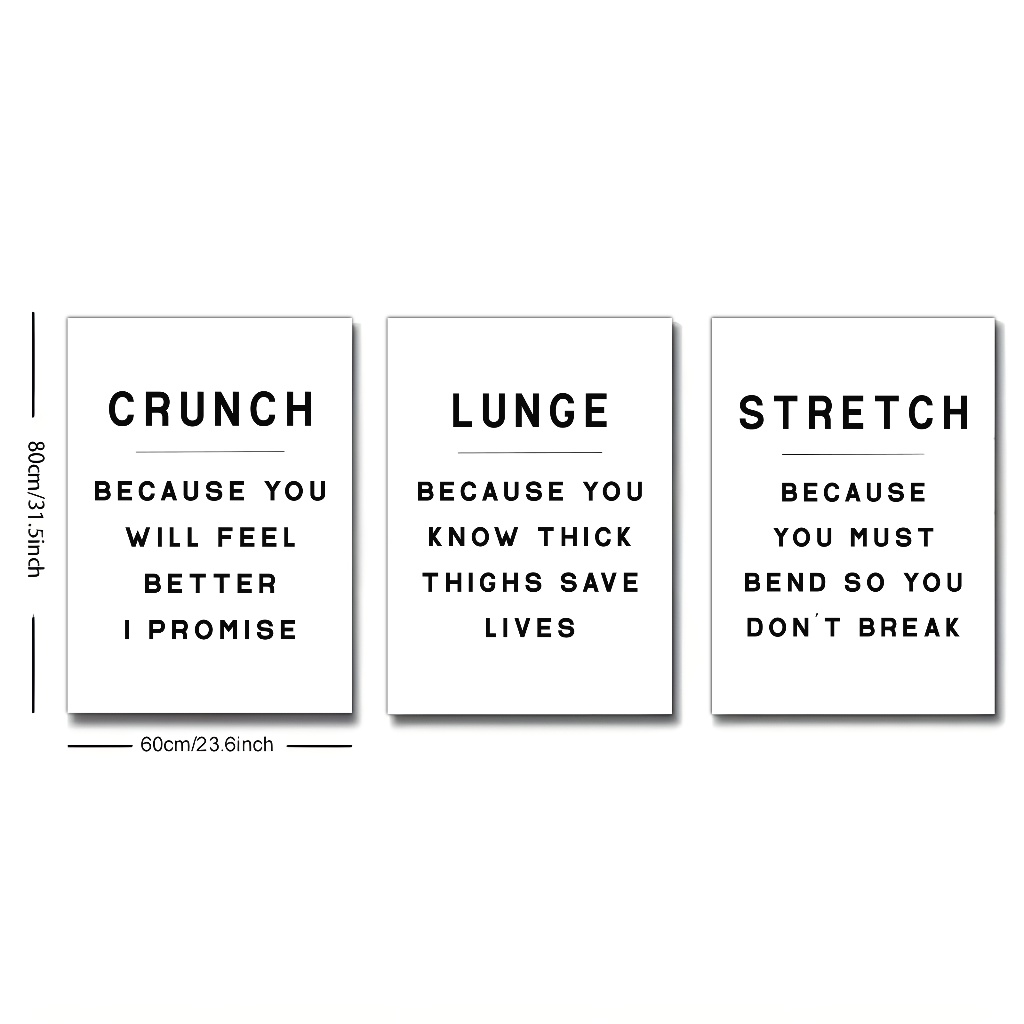 CRUNCH
BECAUSE YOU
WILL FEEL
BETTER
I PROMISE
LUNGE
BECAUSE YOU
KNOW THICK
THIGHS SAVE
LIVES
STRETCH
BECAUSE
YOU MUST
BEND SO YOU
DON'T BREAK
80cm/31.5inch
60cm/23.6inch